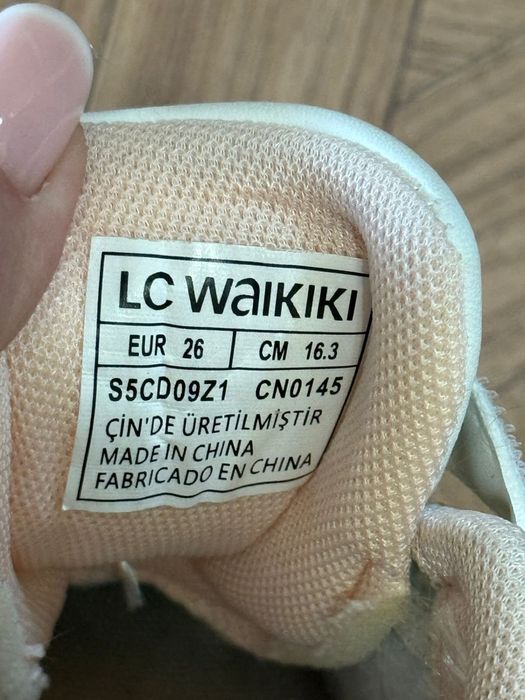 LC WAIKIKI
EUR 26 CM 16.3
S5CD09Z1 CN0145
ÇİN'DE ÜRETİLMİŞTİR
MADE IN CHINA
FABRICADO EN CHINA